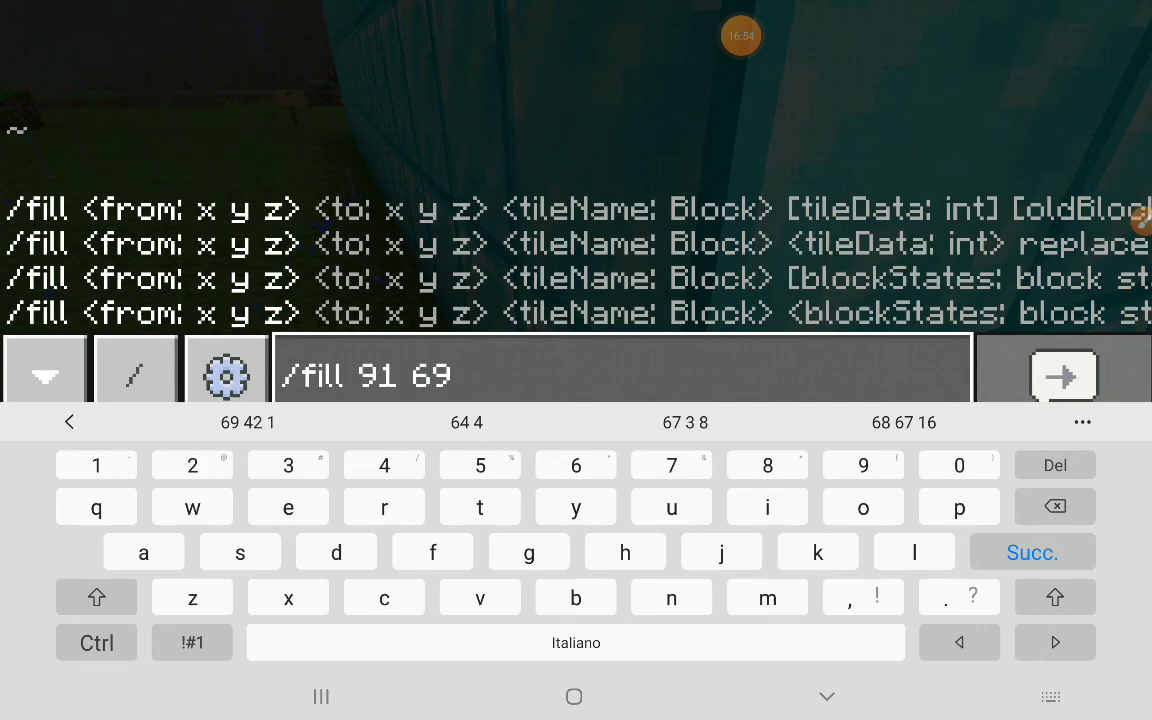 16:54
~
/fill <from: x y z> <to: x y z> <tileName: Block> [tileData: int] [oldBloc
/fill <from: x y z> <to: x y z> <tileName: Block> <tileData: int> replace
/fill <from: x y z> <to: x y z> <tileName: Block> [blockStates: block st
/fill <from: x y z> <to: x y z> <tileName: Block> <blockStates: block st
/ /fill 91 69
69 42 1 64 4 67 3 8 68 67 16 •••
1 - 2 @ 3 # 4 / 5 % 6 ^ 7 & 8 * 9 ( 0 ) Del
q w e r t y u i o p
a s d f g h j k l Succ.
z x c v b n m , ! . ?
Ctrl !#1 Italiano